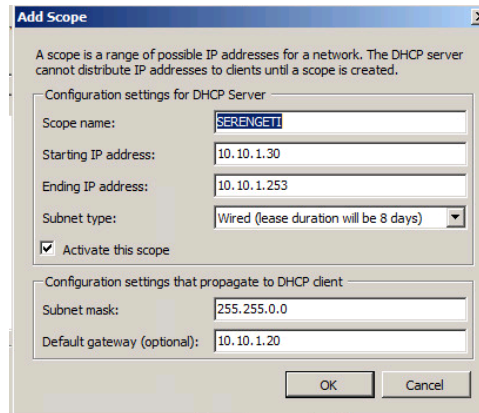 Add Scope
A scope is a range of possible IP addresses for a network. The DHCP server
cannot distribute IP addresses to clients until a scope is created.
Configuration settings for DHCP Server
Scope name: SERENGETI
Starting IP address: 10.10.1.30
Ending IP address: 10.10.1.253
Subnet type: Wired (lease duration will be 8 days)
Activate this scope
Configuration settings that propagate to DHCP client
Subnet mask: 255.255.0.0
Default gateway (optional): 10.10.1.20
OK Cancel